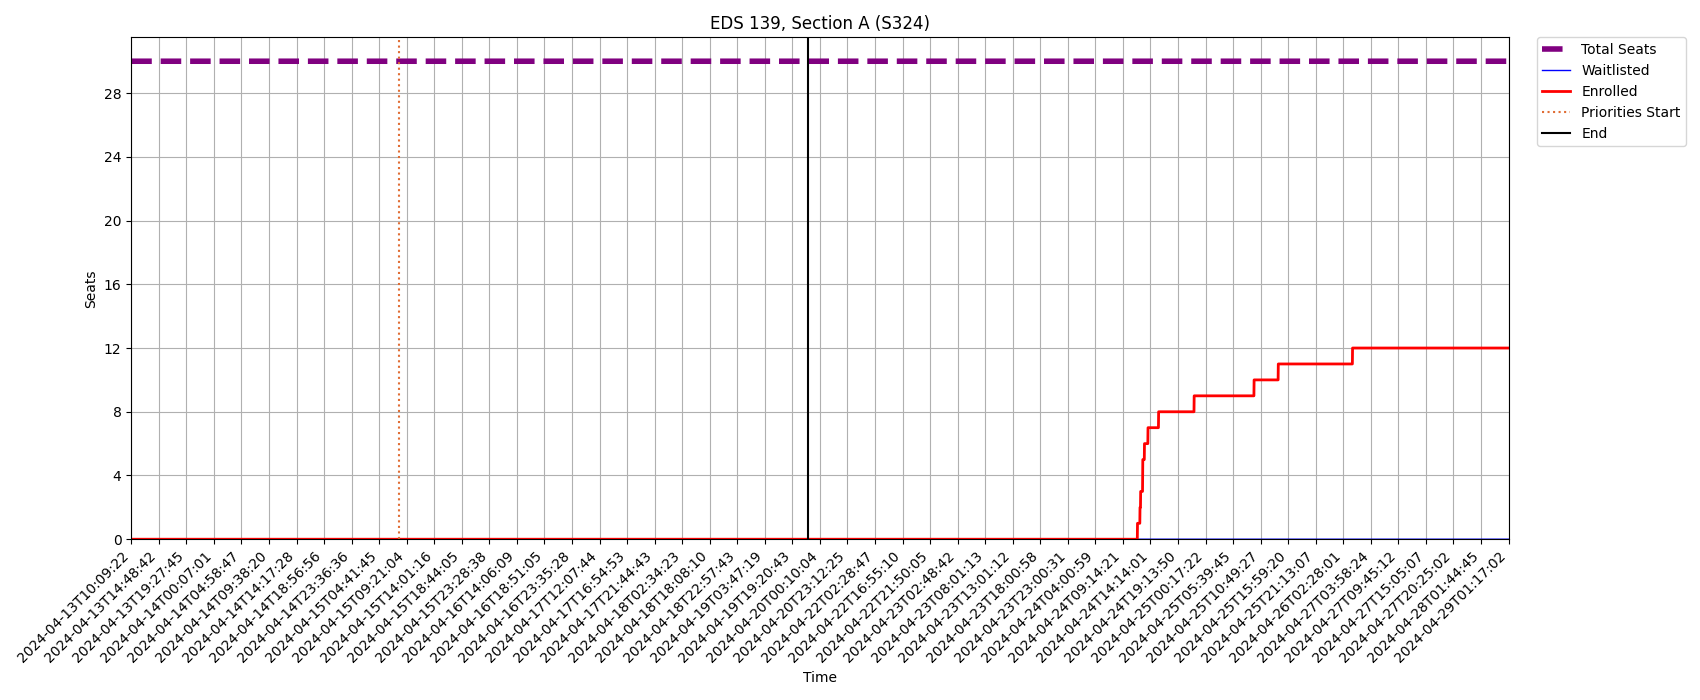 EDS 139, Section A (S324)
Total Seats
Waitlisted
Enrolled
Priorities Start
End
Seats
28
24
20
16
12
8
4
0
2024-04-13T10:09:22
2024-04-13T14:48:42
2024-04-13T19:27:45
2024-04-14T00:07:01
2024-04-14T04:58:47
2024-04-14T09:38:20
2024-04-14T14:17:28
2024-04-14T18:56:56
2024-04-14T23:36:36
2024-04-15T04:41:45
2024-04-15T09:21:04
2024-04-15T14:01:16
2024-04-15T18:44:05
2024-04-15T23:28:38
2024-04-16T14:06:09
2024-04-16T18:51:05
2024-04-16T23:35:28
2024-04-17T12:07:44
2024-04-17T16:54:53
2024-04-17T21:44:43
2024-04-18T02:34:23
2024-04-18T18:08:10
2024-04-18T22:57:43
2024-04-19T03:47:19
2024-04-19T19:20:43
2024-04-20T00:10:04
2024-04-20T23:12:25
2024-04-22T02:28:47
2024-04-22T16:55:10
2024-04-22T21:50:05
2024-04-23T02:48:42
2024-04-23T08:01:13
2024-04-23T13:01:12
2024-04-23T18:00:58
2024-04-23T23:00:31
2024-04-24T04:00:59
2024-04-24T09:14:21
2024-04-24T14:14:01
2024-04-24T19:13:50
2024-04-25T00:17:22
2024-04-25T05:39:45
2024-04-25T10:49:27
2024-04-25T15:59:20
2024-04-25T21:13:07
2024-04-26T02:28:01
2024-04-27T03:58:24
2024-04-27T09:45:12
2024-04-27T15:05:07
2024-04-27T20:25:02
2024-04-28T01:44:45
2024-04-29T01:17:02
Time